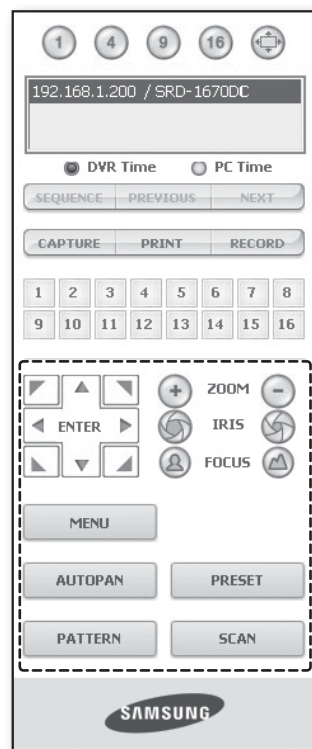 1 4 9 16
192.168.1.200 / SRD-1670DC
DVR Time PC Time
SEQUENCE PREVIOUS NEXT
CAPTURE PRINT RECORD
1 2 3 4 5 6 7 8
9 10 11 12 13 14 15 16
ZOOM
ENTER IRIS
FOCUS
MENU
AUTOPAN PRESET
PATTERN SCAN
SAMSUNG